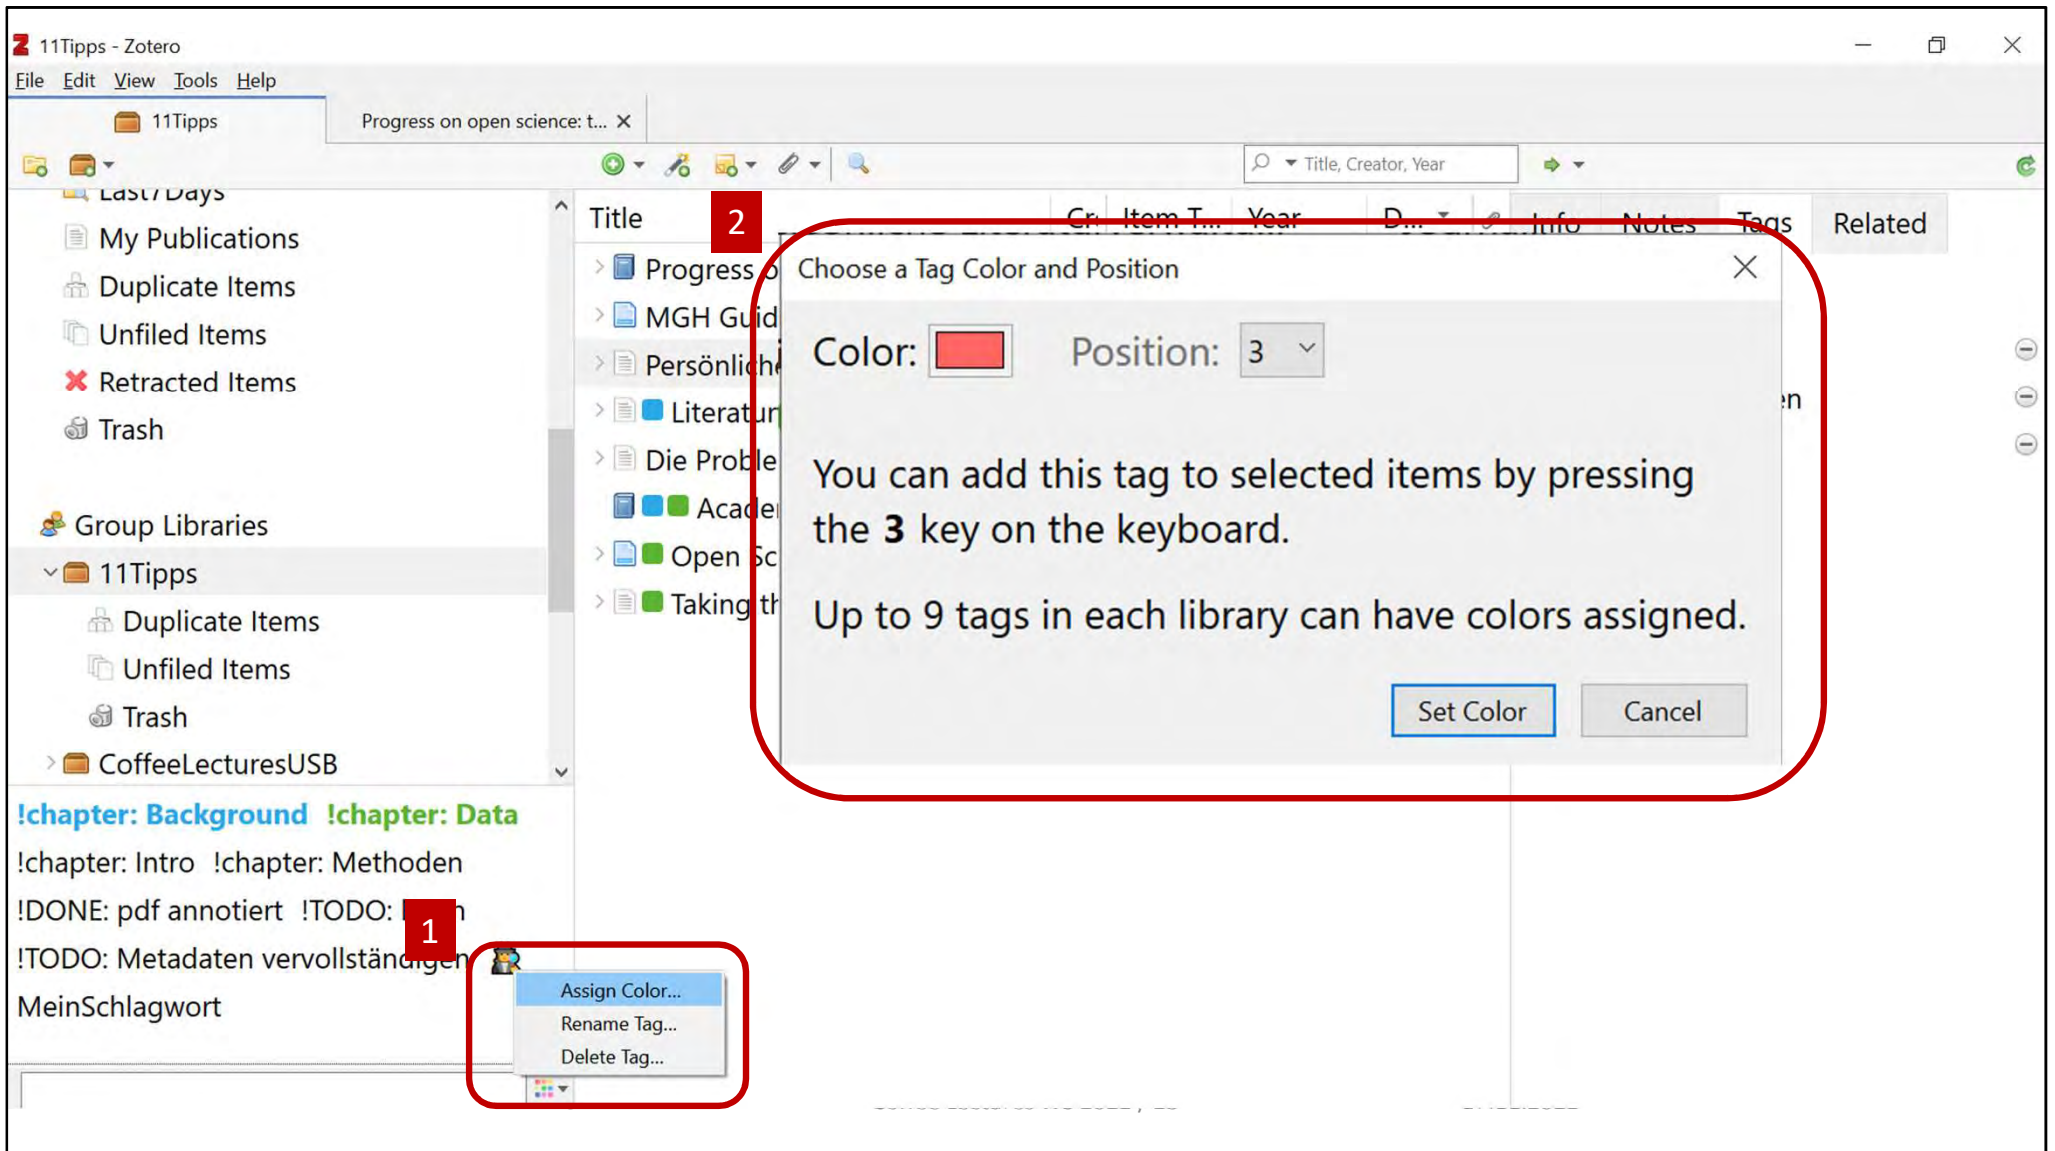 11Tipps - Zotero
File Edit View Tools Help
11Tipps
Progress on open science: t...
Title, Creator, Year
Last7Days
My Publications
Duplicate Items
Unfiled Items
Retracted Items
Trash
Group Libraries
11Tipps
Duplicate Items
Unfiled Items
Trash
CoffeeLecturesUSB
!chapter: Background !chapter: Data
!chapter: Intro !chapter: Methoden
!DONE: pdf annotiert !TODO:
!TODO: Metadaten vervollständigen
MeinSchlagwort
1
Assign Color...
Rename Tag...
Delete Tag...
Title
2
Item T... Year D...
Info Notes Tags Related
Progress o
MGH Guid
Persönliche
Literatur
Die Proble
Acade
Open Sc
Taking th
Choose a Tag Color and Position
Color: Position: 3
You can add this tag to selected items by pressing
the 3 key on the keyboard.
Up to 9 tags in each library can have colors assigned.
Set Color Cancel
en